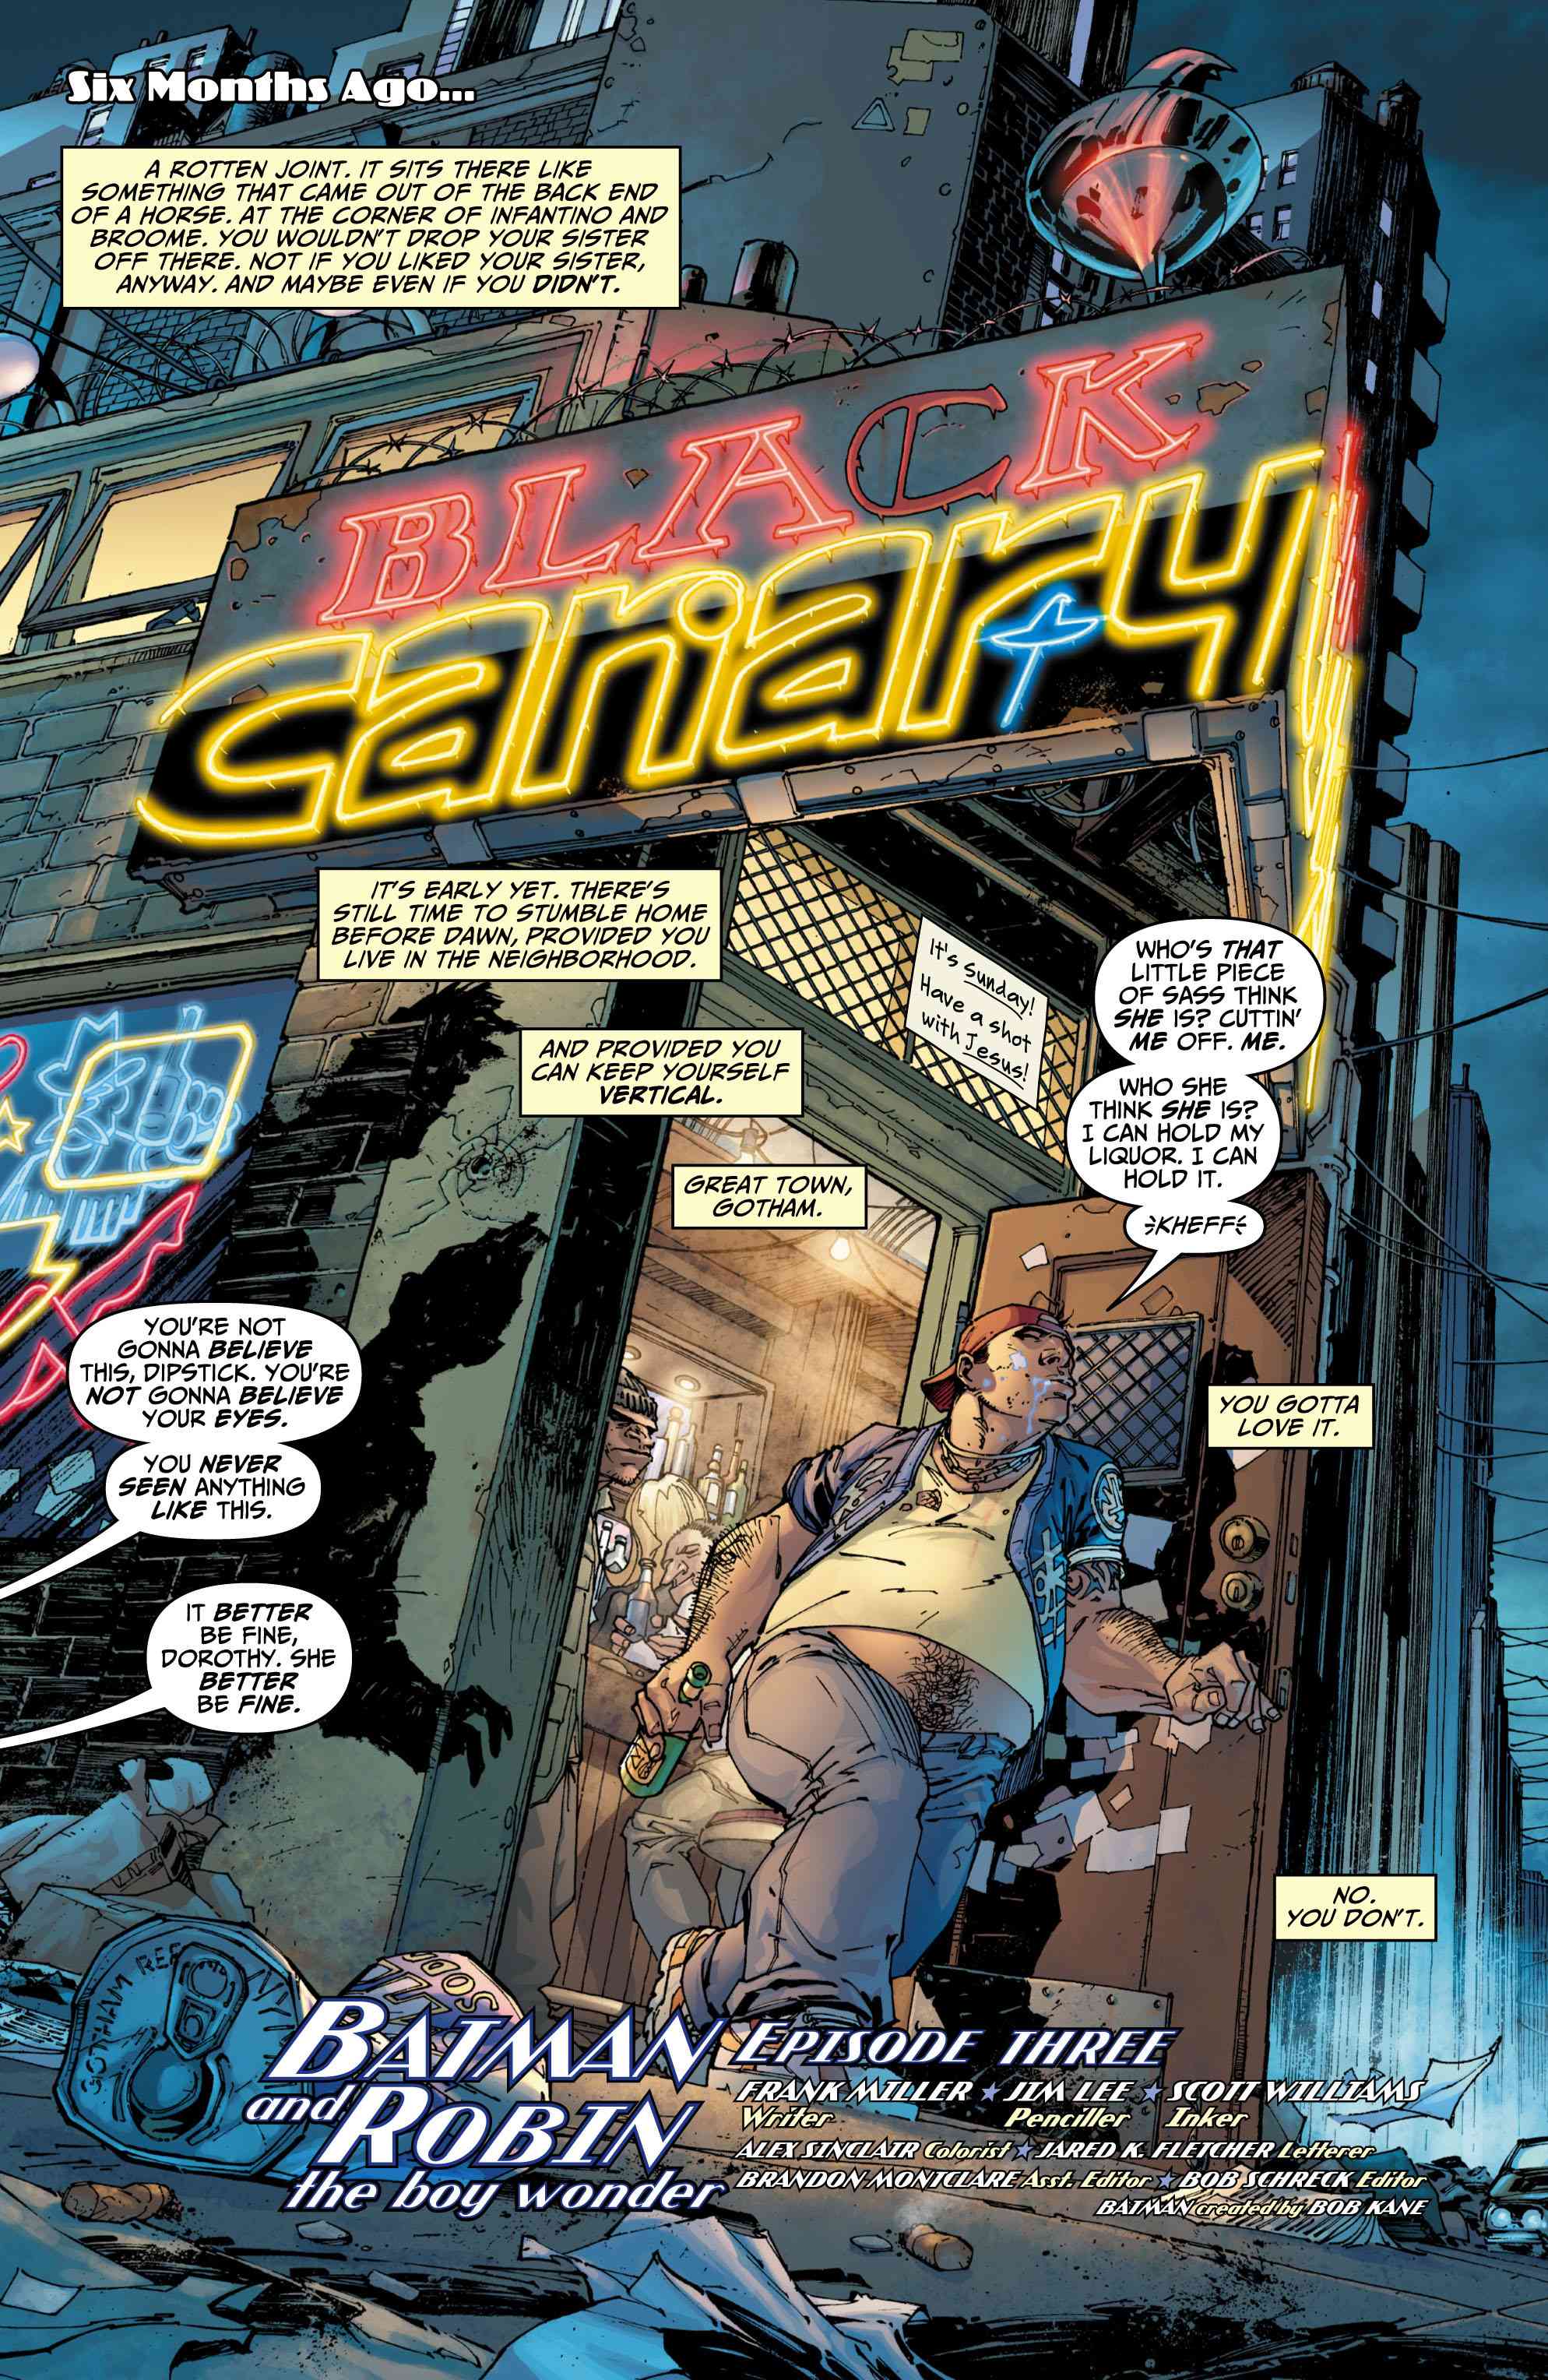 Six Months Ago...
A ROTTEN JOINT. IT SITS THERE LIKE
SOMETHING THAT CAME OUT OF THE BACK END
OF A HORSE. AT THE CORNER OF INFANTINO AND
BROOME. YOU WOULDN'T DROP YOUR SISTER
OFF THERE. NOT IF YOU LIKED YOUR SISTER,
ANYWAY. AND MAYBE EVEN IF YOU DIDN'T.
BLACK
canary
IT'S EARLY YET. THERE'S
STILL TIME TO STUMBLE HOME
BEFORE DAWN, PROVIDED YOU
LIVE IN THE NEIGHBORHOOD.
It's Sunday!
Have a shot
with Jesus!
WHO'S THAT
LITTLE PIECE
OF SASS THINK
SHE IS? CUTTIN'
ME OFF. ME.
AND PROVIDED YOU
CAN KEEP YOURSELF
VERTICAL.
WHO SHE
THINK SHE IS?
I CAN HOLD MY
LIQUOR. I CAN
HOLD IT.
KHEFF
GREAT TOWN,
GOTHAM.
YOU'RE NOT
GONNA BELIEVE
THIS, DIPSTICK. YOU'RE
NOT GONNA BELIEVE
YOUR EYES.
YOU NEVER
SEEN ANYTHING
LIKE THIS.
YOU GOTTA
LOVE IT.
IT BETTER
BE FINE,
DOROTHY. SHE
BETTER
BE FINE.
NO.
YOU DON'T.
GOTHAM REF NY
SOD
BATMAN
and ROBIN
the boy wonder
EPISODE THREE
FRANK MILLER ★ JIM LEE ★ SCOTT WILLIAMS
Writer Penciller Inker
ALEX SINCLAIR Colorist ★ JARED K. FLETCHER Letterer
BRANDON MONTCLARE Asst. Editor ★ BOB SCHRECK Editor
BATMAN created by BOB KANE